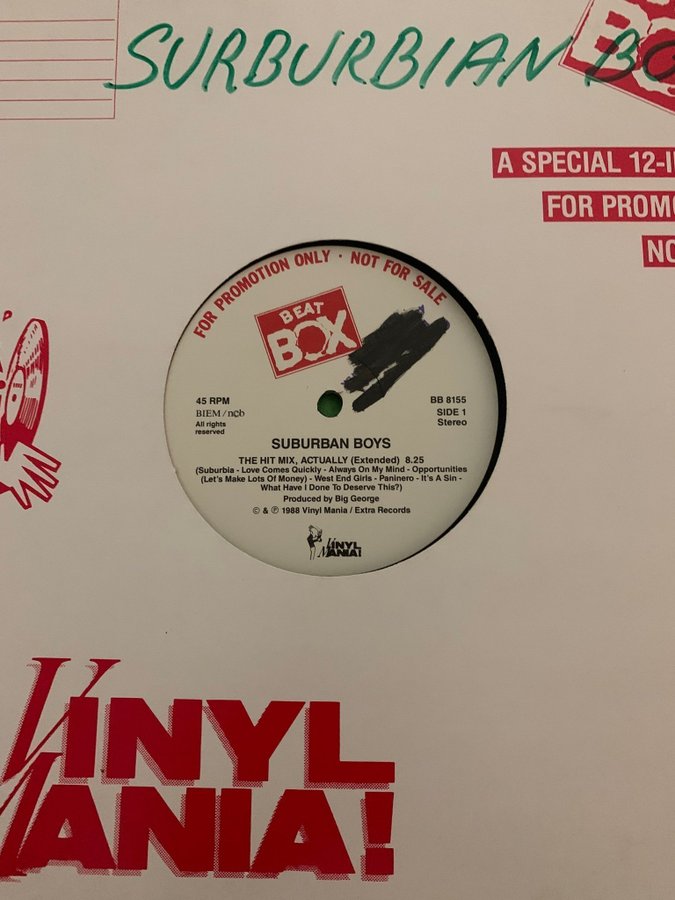 SURBURBIAN BO
BOX
A SPECIAL 12-I
FOR PROMO
NO
FOR PROMOTION ONLY · NOT FOR SALE
BEAT
BOX
45 RPM
BIEM / ncb
All rights
reserved
BB 8155
SIDE 1
Stereo
SUBURBAN BOYS
THE HIT MIX, ACTUALLY (Extended) 8.25
(Suburbia - Love Comes Quickly - Always On My Mind - Opportunities
(Let's Make Lots Of Money) - West End Girls - Paninero - It's A Sin -
What Have I Done To Deserve This?)
Produced by Big George
© & ℗ 1988 Vinyl Mania / Extra Records
VINYL
MANIA!
P
VINYL
MANIA!